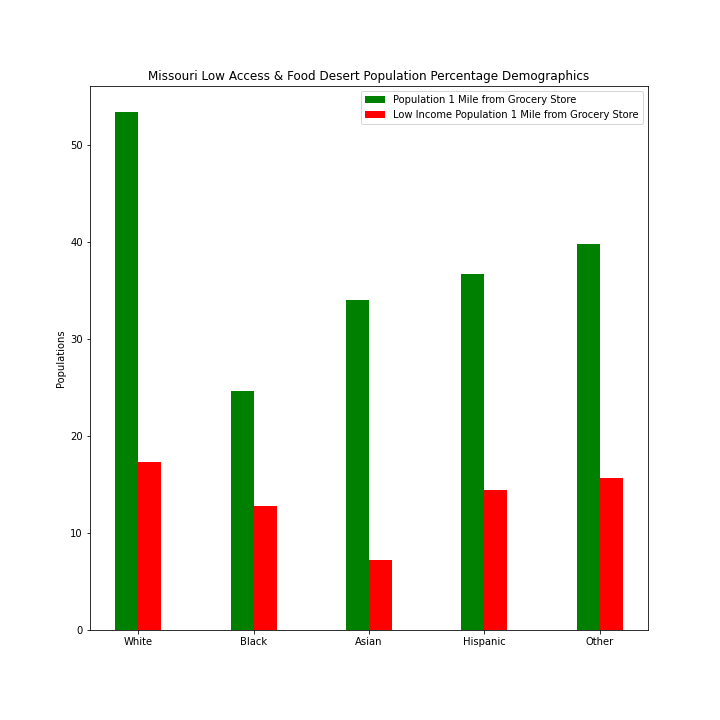 Missouri Low Access & Food Desert Population Percentage Demographics
Population 1 Mile from Grocery Store
Low Income Population 1 Mile from Grocery Store
Populations
50
40
30
20
10
0
White
Black
Asian
Hispanic
Other